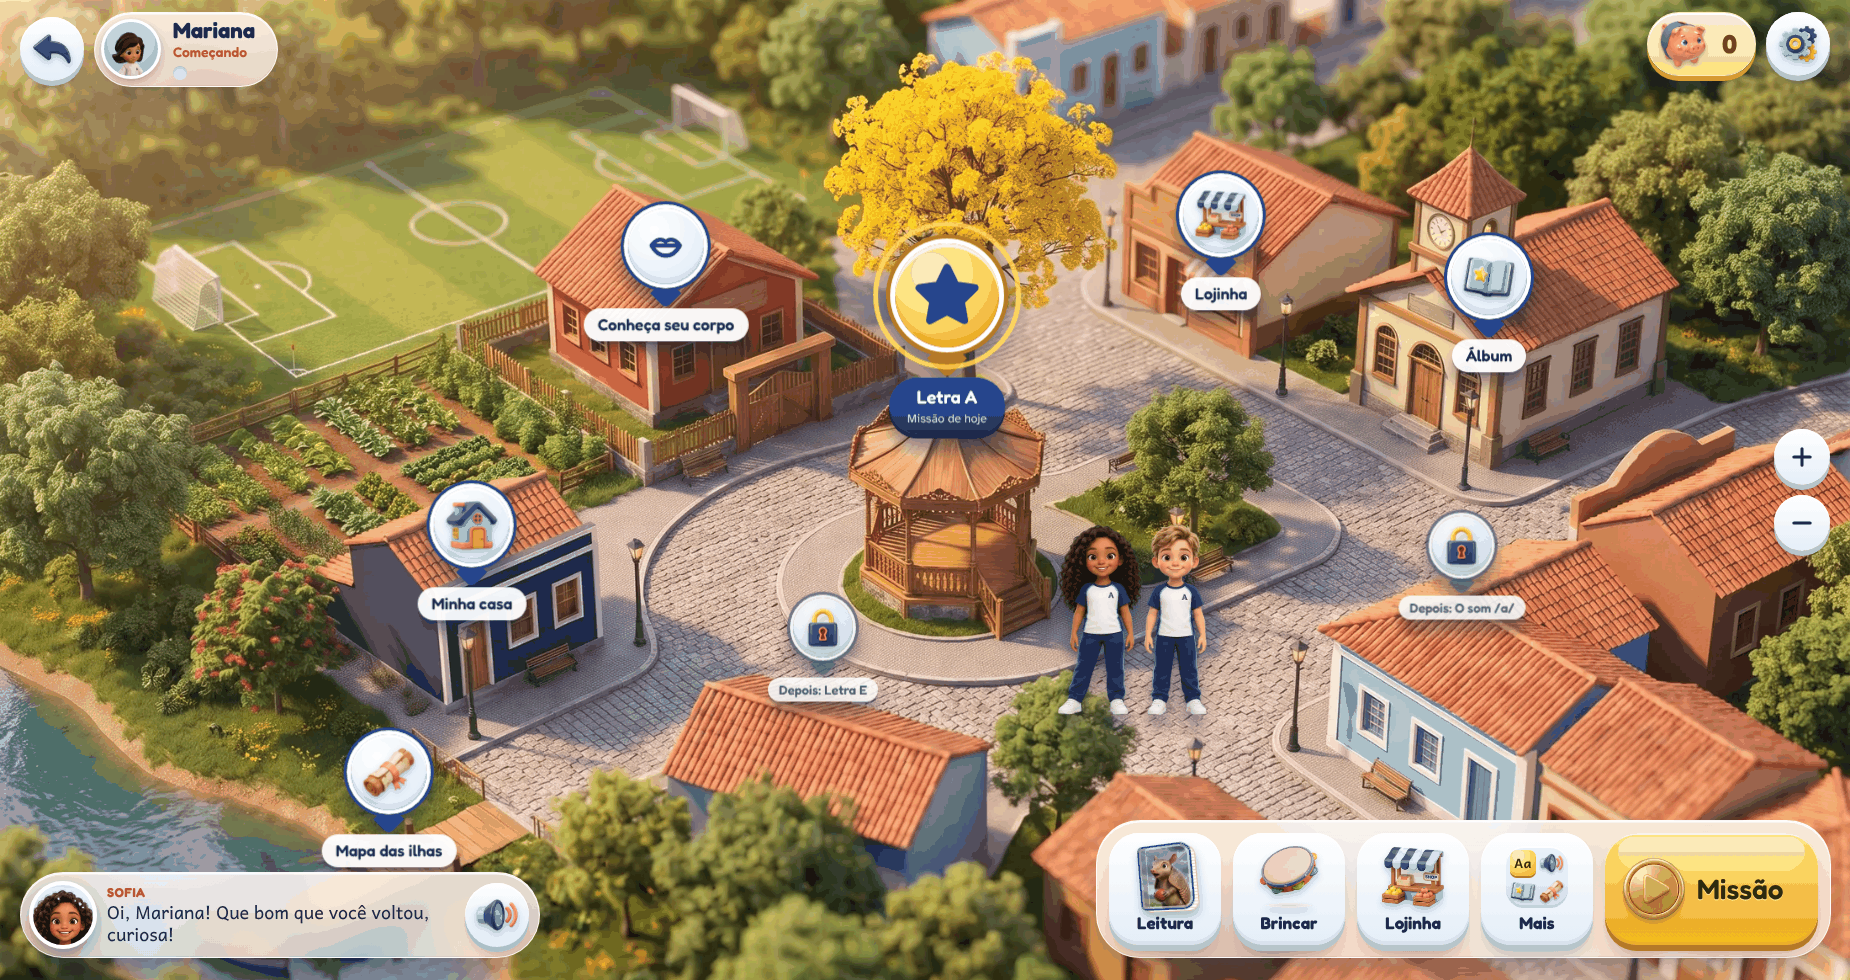 Mariana
Começando
0
Lojinha
Álbum
Conheça seu corpo
Letra A
Missão de hoje
Minha casa
A
A
Depois: O som /a/
Depois: Letra E
Mapa das ilhas
SOFIA
Oi, Mariana! Que bom que você voltou,
curiosa!
Leitura
Brincar
SHOP
Lojinha
Aa
Mais
Missão